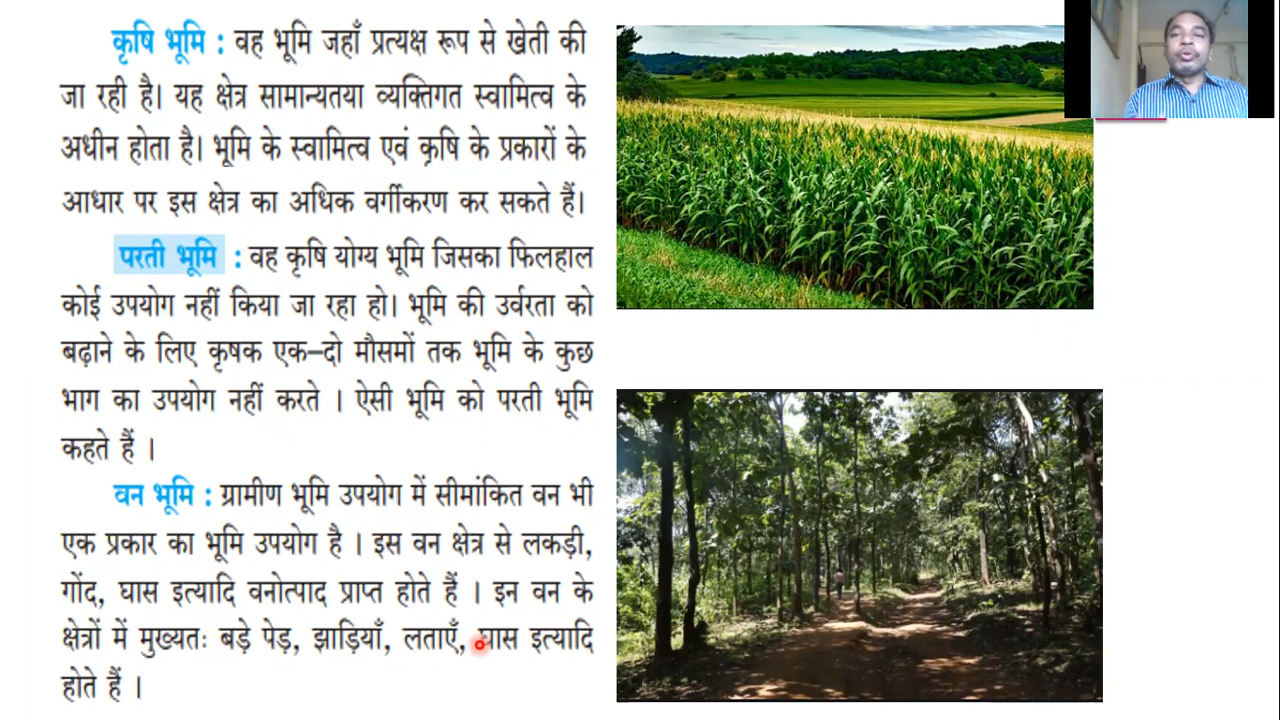 कृषि भूमि : वह भूमि जहाँ प्रत्यक्ष रूप से खेती की
जा रही है। यह क्षेत्र सामान्यतया व्यक्तिगत स्वामित्व के
अधीन होता है। भूमि के स्वामित्व एवं कृषि के प्रकारों के
आधार पर इस क्षेत्र का अधिक वर्गीकरण कर सकते हैं।
परती भूमि : वह कृषि योग्य भूमि जिसका फिलहाल
कोई उपयोग नहीं किया जा रहा हो। भूमि की उर्वरता को
बढ़ाने के लिए कृषक एक–दो मौसमों तक भूमि के कुछ
भाग का उपयोग नहीं करते । ऐसी भूमि को परती भूमि
कहते हैं ।
वन भूमि : ग्रामीण भूमि उपयोग में सीमांकित वन भी
एक प्रकार का भूमि उपयोग है । इस वन क्षेत्र से लकड़ी,
गोंद, घास इत्यादि वनोत्पाद प्राप्त होते हैं । इन वन के
क्षेत्रों में मुख्यतः बड़े पेड़, झाड़ियाँ, लताएँ, घास इत्यादि
होते हैं ।